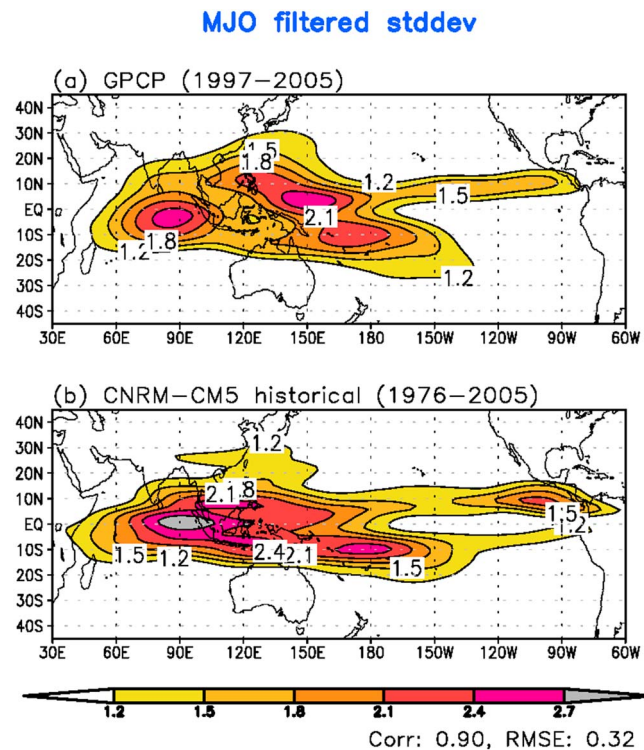 MJO filtered stddev
(a) GPCP (1997-2005)
40N
30N
20N
10N
EQ
10S
20S
30S
40S
1.5
1.8
1.2
1.5
2.1
1.8
1.2
1.2
30E 60E 90E 120E 150E 180 150W 120W 90W 60W
(b) CNRM-CM5 historical (1976-2005)
40N
30N
20N
10N
EQ
10S
20S
30S
40S
1.2
2.1
.8
1.5
1.2
2.4
2.1
1.5
1.2
1.5
30E 60E 90E 120E 150E 180 150W 120W 90W 60W
1.2 1.5 1.8 2.1 2.4 2.7
Corr: 0.90, RMSE: 0.32